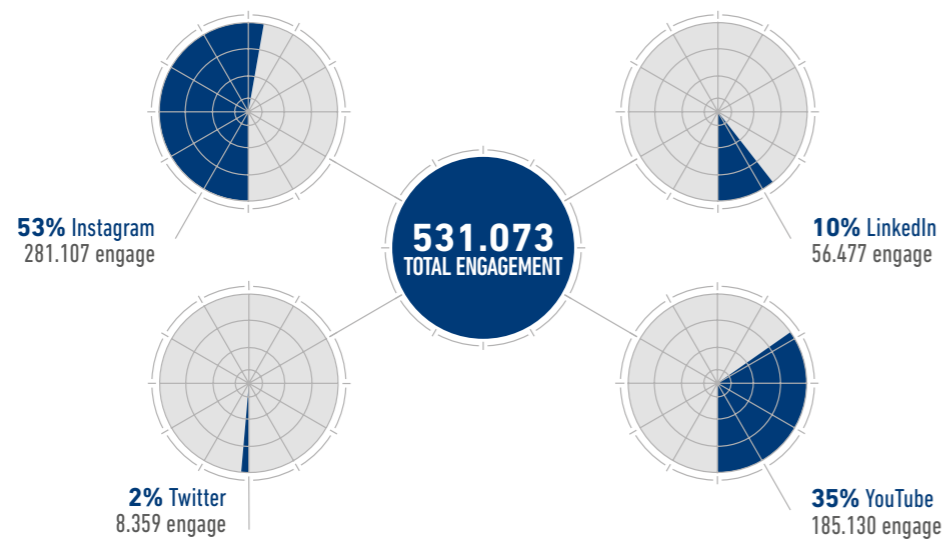 53% Instagram
281.107 engage
10% LinkedIn
56.477 engage
531.073
TOTAL ENGAGEMENT
2% Twitter
8.359 engage
35% YouTube
185.130 engage